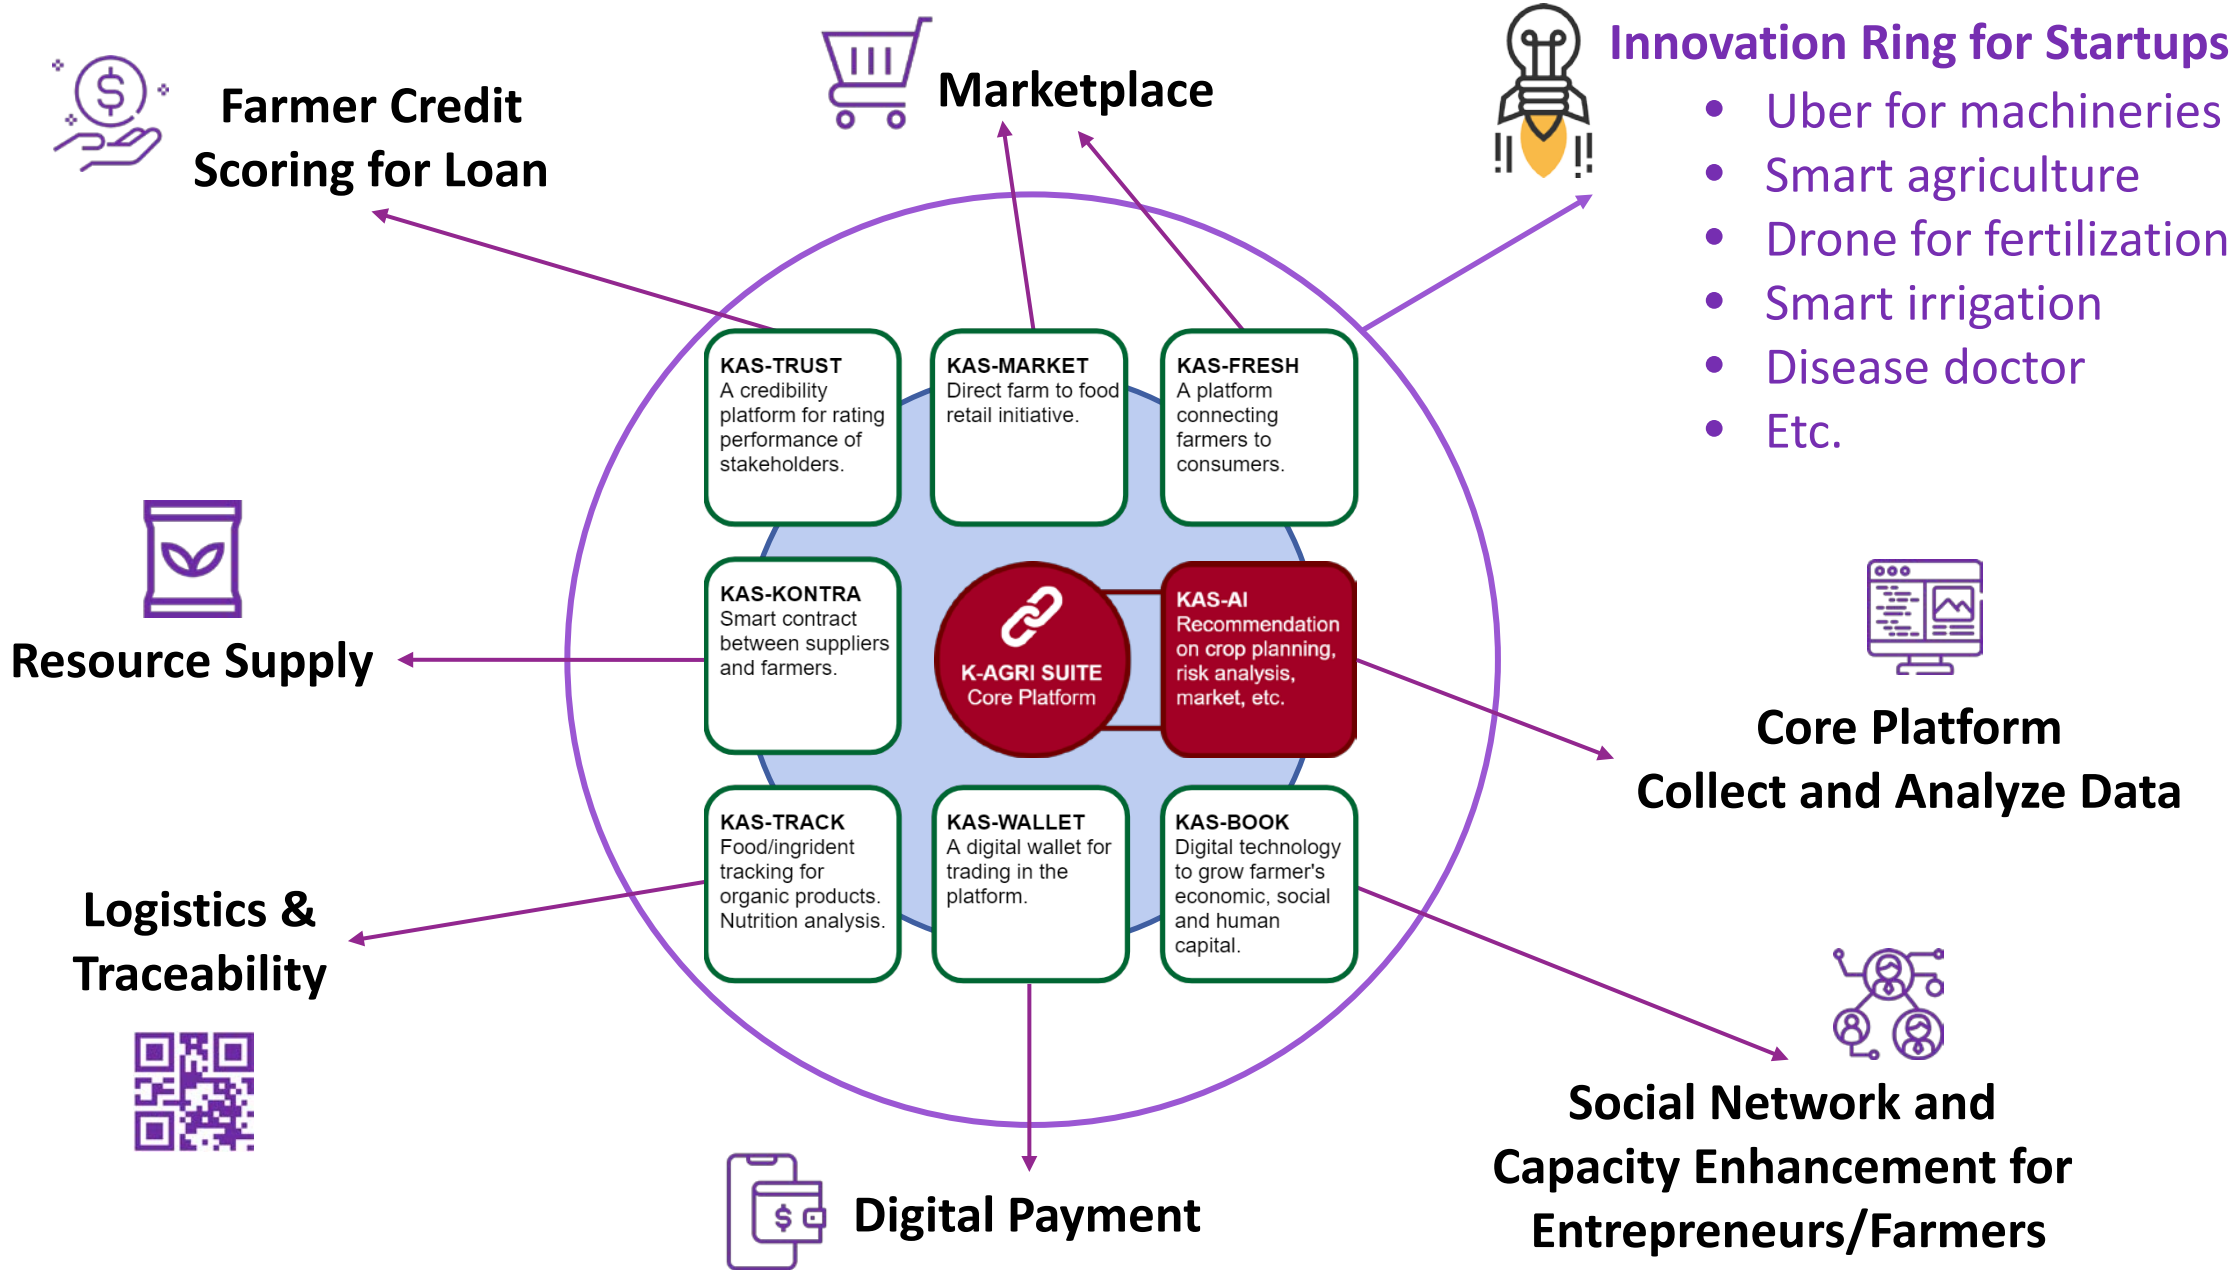 Farmer Credit
Scoring for Loan
Marketplace
Innovation Ring for Startups
• Uber for machineries
• Smart agriculture
• Drone for fertilization
• Smart irrigation
• Disease doctor
• Etc.
KAS-TRUST
A credibility
platform for rating
performance of
stakeholders.
KAS-MARKET
Direct farm to food
retail initiative.
KAS-FRESH
A platform
connecting
farmers to
consumers.
Resource Supply
KAS-KONTRA
Smart contract
between suppliers
and farmers.
K-AGRI SUITE
Core Platform
KAS-AI
Recommendation
on crop planning,
risk analysis,
market, etc.
Core Platform
Collect and Analyze Data
Logistics &
Traceability
KAS-TRACK
Food/ingrident
tracking for
organic products.
Nutrition analysis.
KAS-WALLET
A digital wallet for
trading in the
platform.
KAS-BOOK
Digital technology
to grow farmer's
economic, social
and human
capital.
$
Digital Payment
Social Network and
Capacity Enhancement for
Entrepreneurs/Farmers